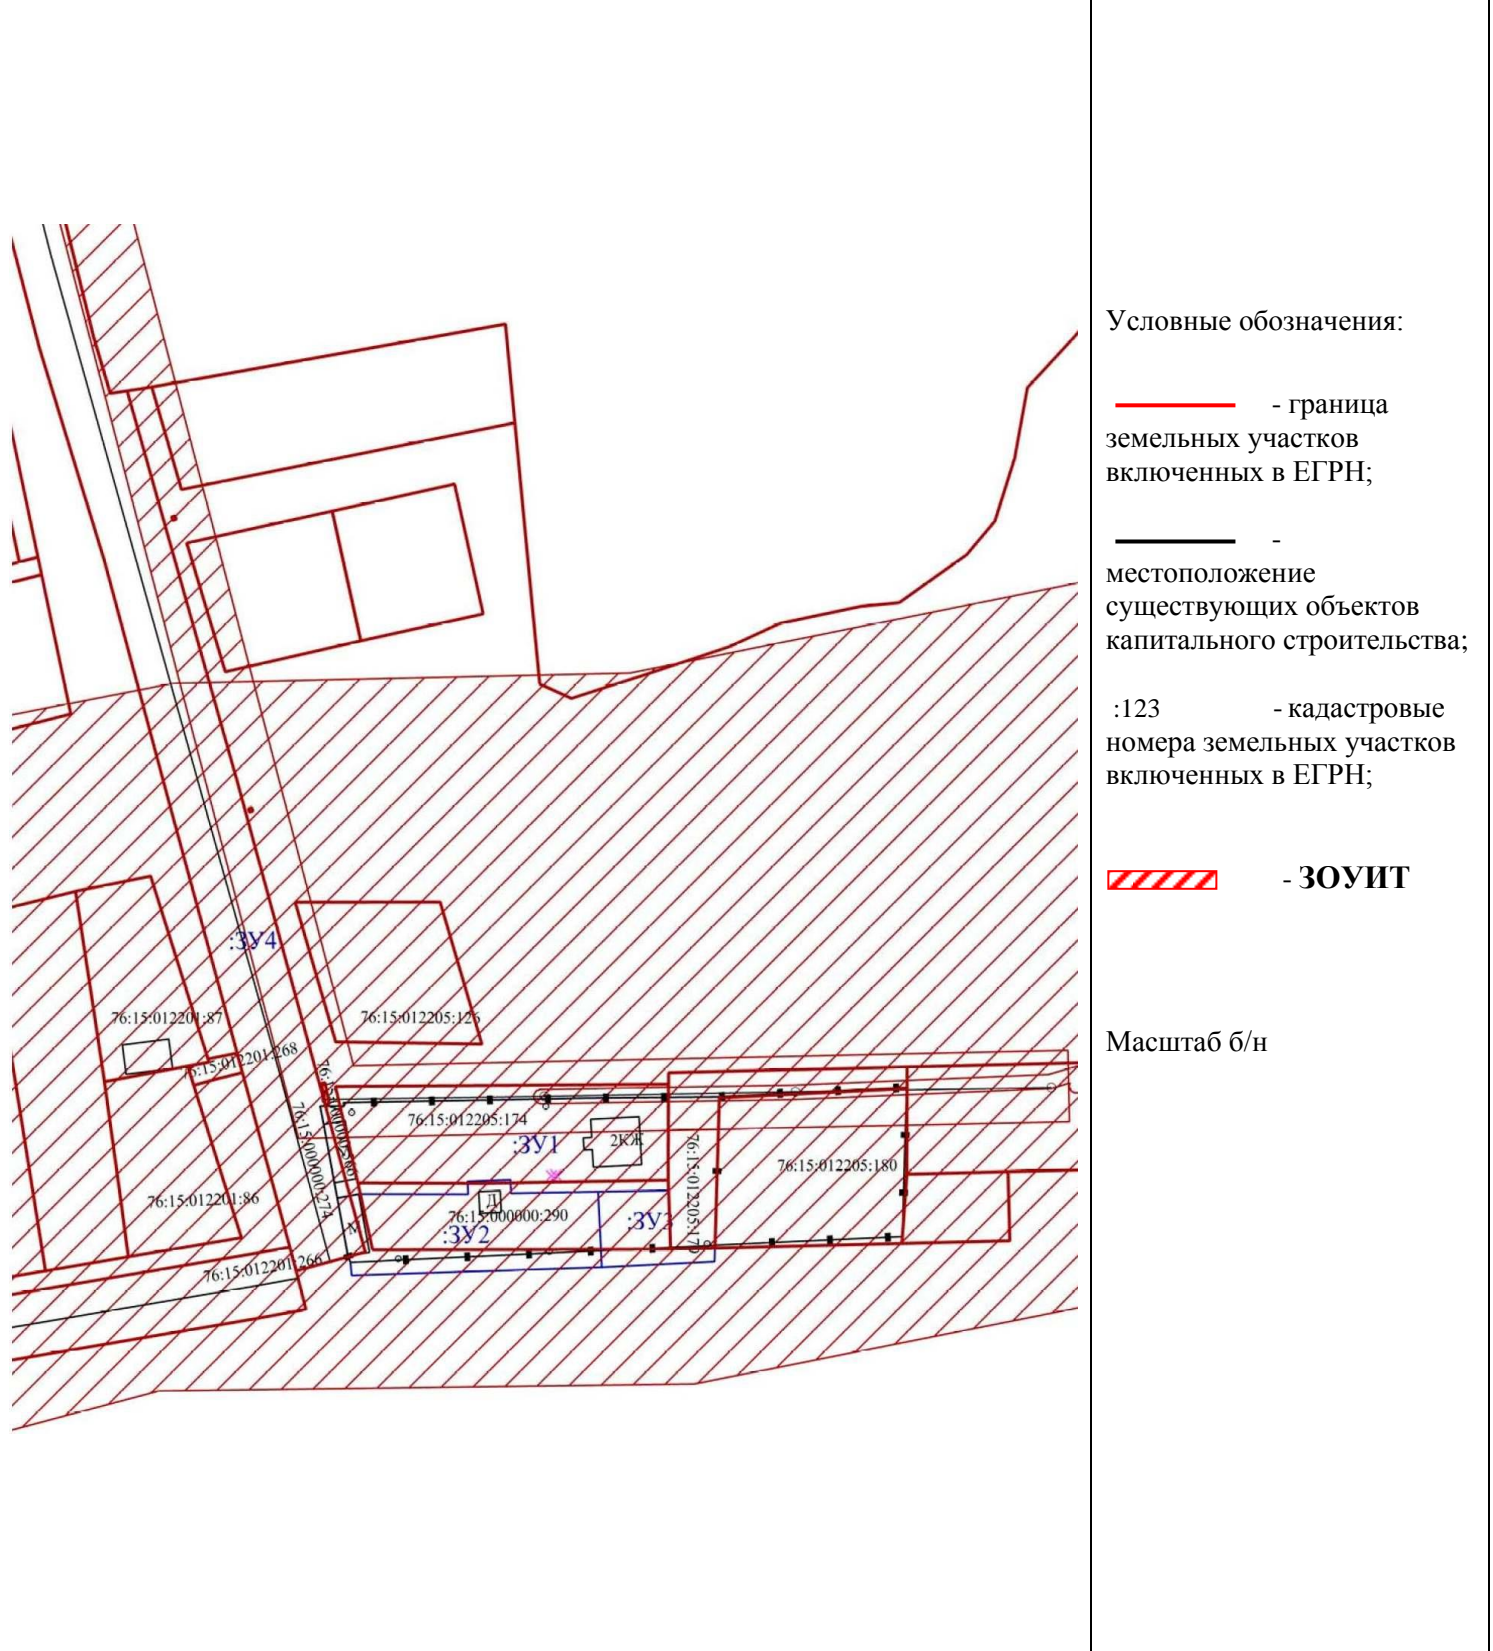 Условные обозначения:
- граница
земельных участков
включенных в ЕГРН;
-
местоположение
существующих объектов
капитального строительства;
:123 - кадастровые
номера земельных участков
включенных в ЕГРН;
- ЗОУИТ
Масштаб б/н
:ЗУ4
76:15:012201:87
76:15:012205:126
76:15:012201:268
76:15:000000:274
76:15:012205:174
:ЗУ1
2КЖ
76:15:012205:180
76:15:012201:86
Д
76:15:000000:290
:ЗУ2
:ЗУ3
76:15:012201:266